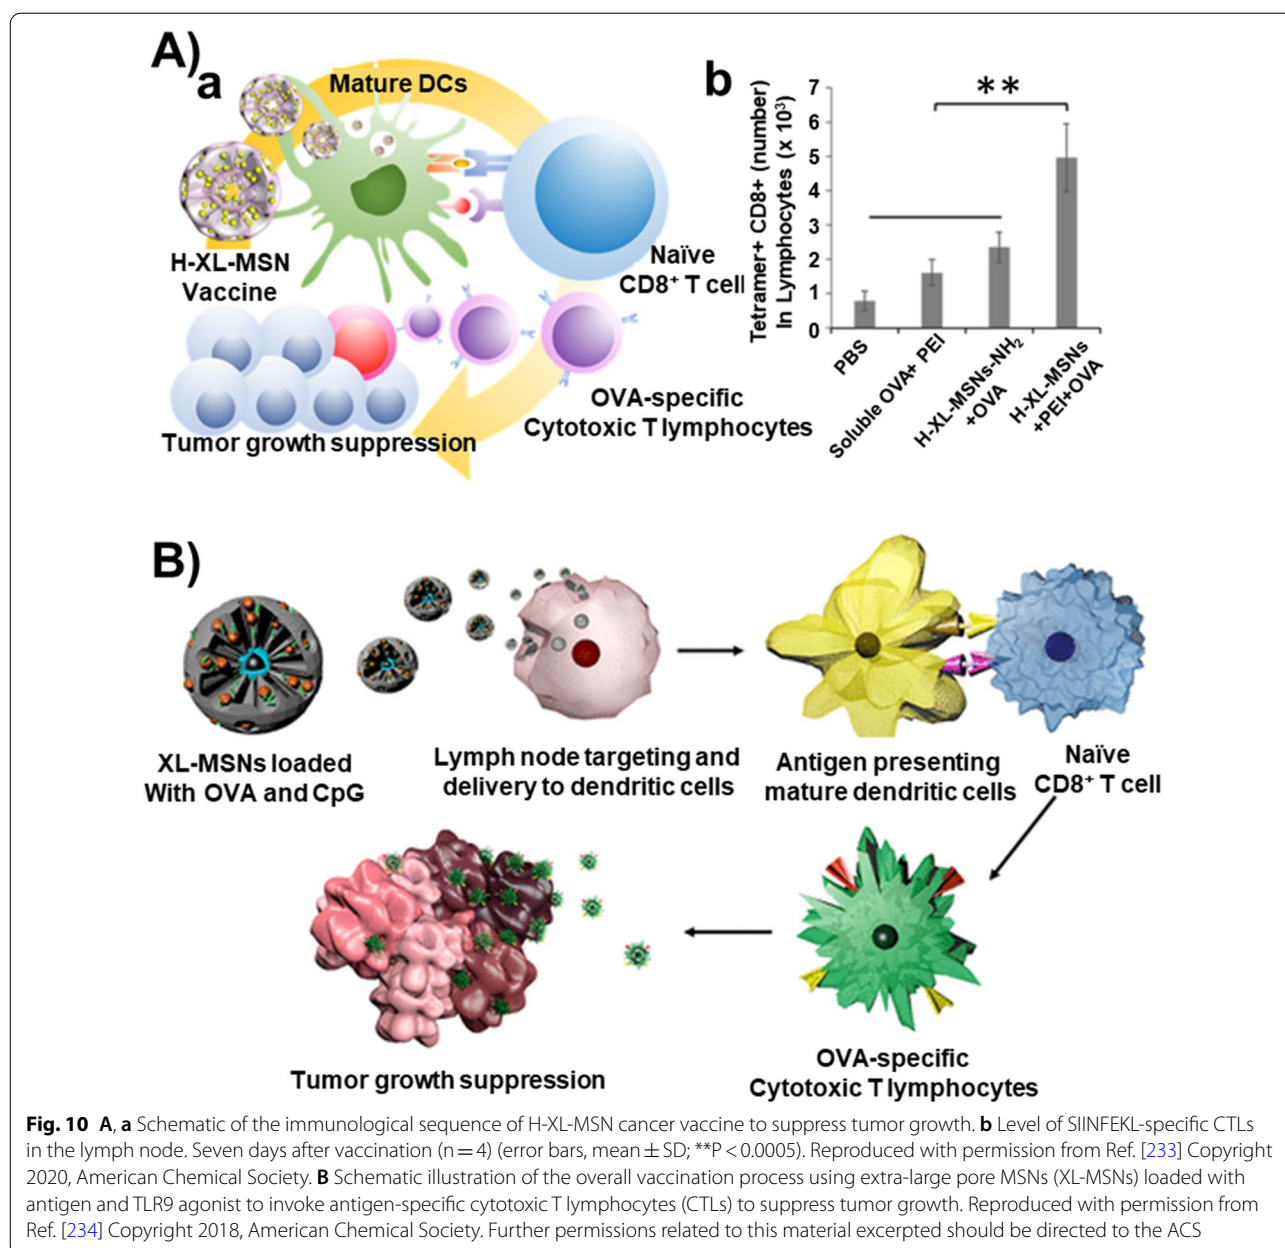 A)
a
Mature DCs
H-XL-MSN
Vaccine
Naïve
CD8⁺ T cell
OVA-specific
Cytotoxic T lymphocytes
Tumor growth suppression
b
Tetramer+ CD8+ (number)
In Lymphocytes (x 10³)
7
6
5
4
3
2
1
0
**
PBS
Soluble OVA+ PEI
H-XL-MSNs-NH₂
+OVA
H-XL-MSNs
+PEI+OVA
B)
XL-MSNs loaded
With OVA and CpG
Lymph node targeting and
delivery to dendritic cells
Antigen presenting
mature dendritic cells
Naïve
CD8⁺ T cell
Tumor growth suppression
OVA-specific
Cytotoxic T lymphocytes
Fig. 10 A, a Schematic of the immunological sequence of H-XL-MSN cancer vaccine to suppress tumor growth. b Level of SIINFEKL-specific CTLs
in the lymph node. Seven days after vaccination (n = 4) (error bars, mean ± SD; **P < 0.0005). Reproduced with permission from Ref. [233] Copyright
2020, American Chemical Society. B Schematic illustration of the overall vaccination process using extra-large pore MSNs (XL-MSNs) loaded with
antigen and TLR9 agonist to invoke antigen-specific cytotoxic T lymphocytes (CTLs) to suppress tumor growth. Reproduced with permission from
Ref. [234] Copyright 2018, American Chemical Society. Further permissions related to this material excerpted should be directed to the ACS